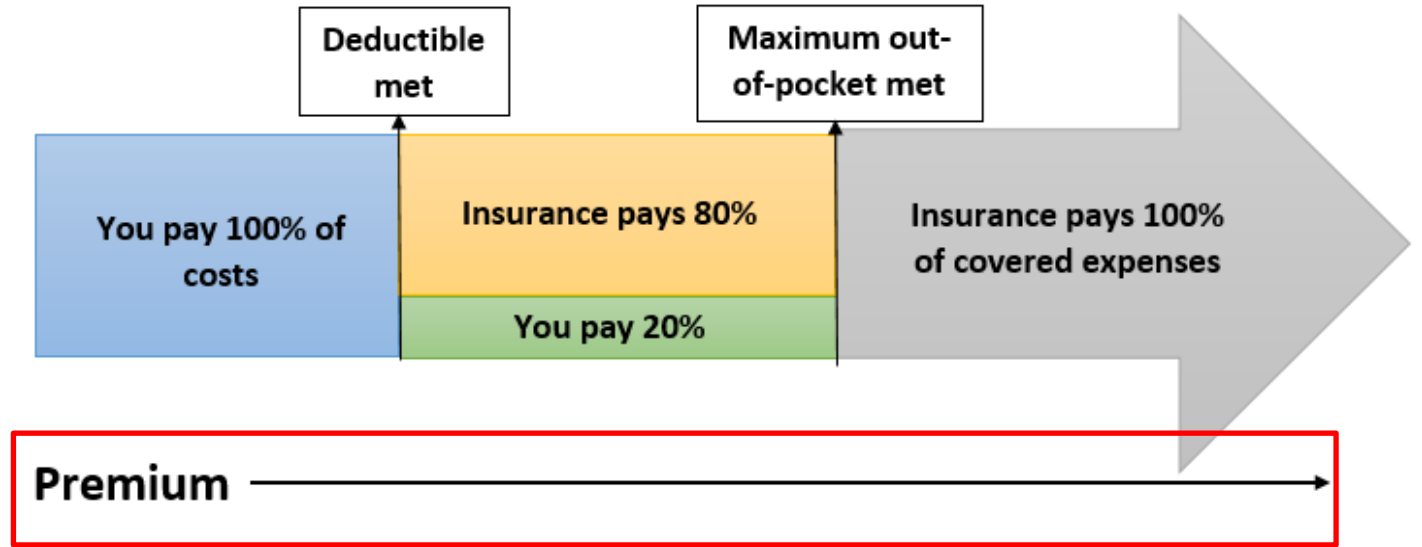 Deductible
met
Maximum out-
of-pocket met
You pay 100% of
costs
Insurance pays 80%
You pay 20%
Insurance pays 100%
of covered expenses
Premium